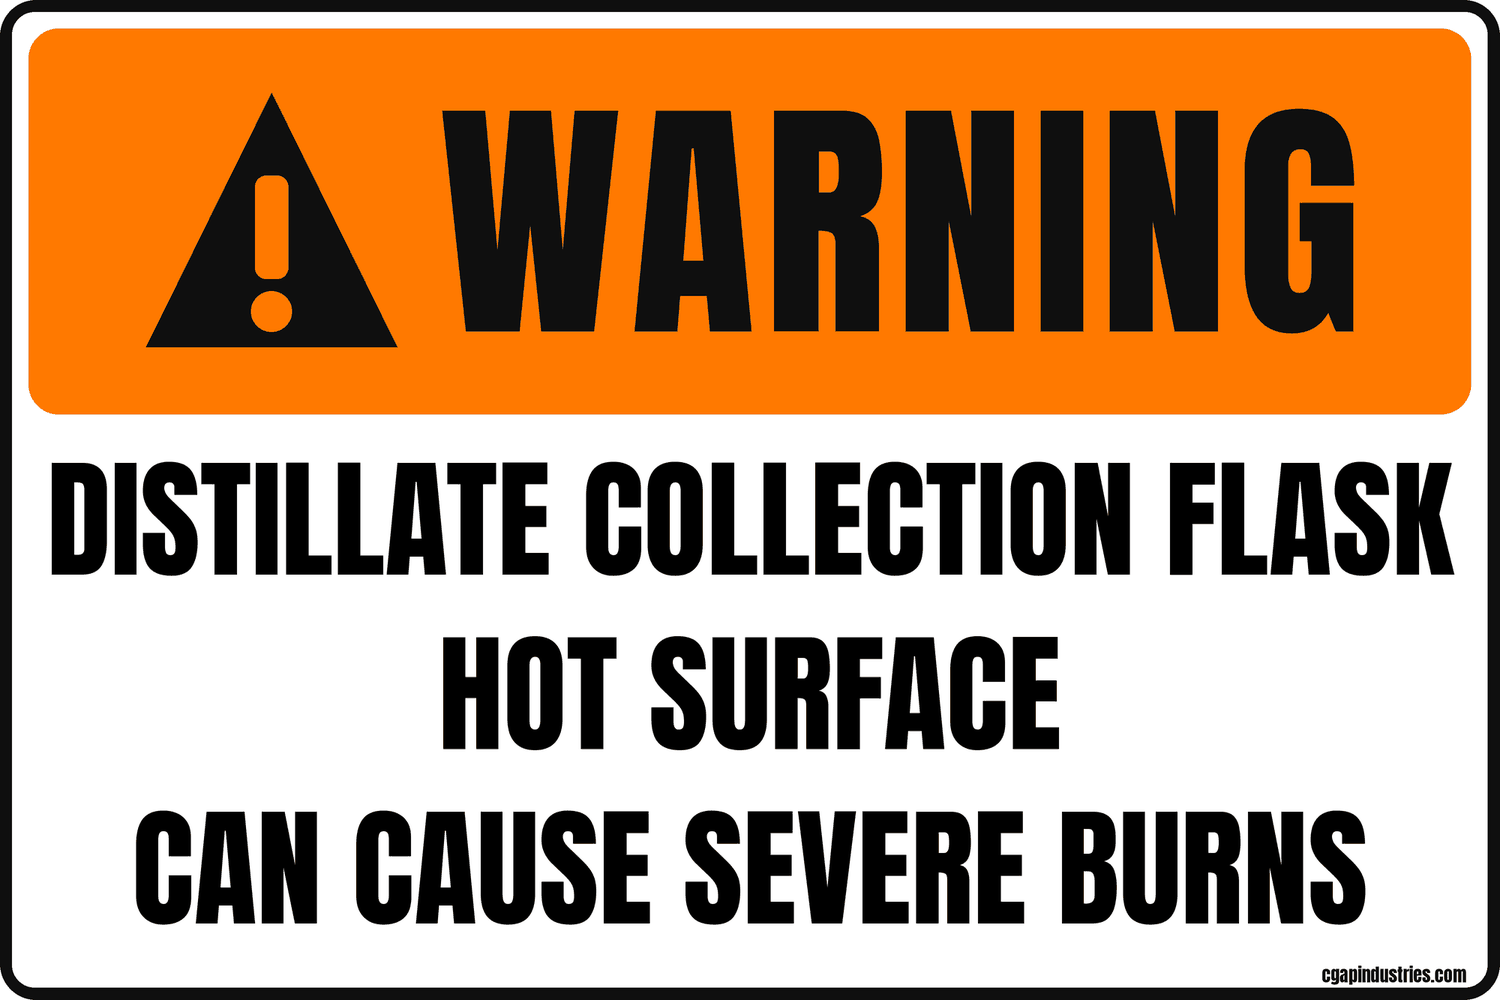 WARNING
DISTILLATE COLLECTION FLASK
HOT SURFACE
CAN CAUSE SEVERE BURNS
cgapindustries.com